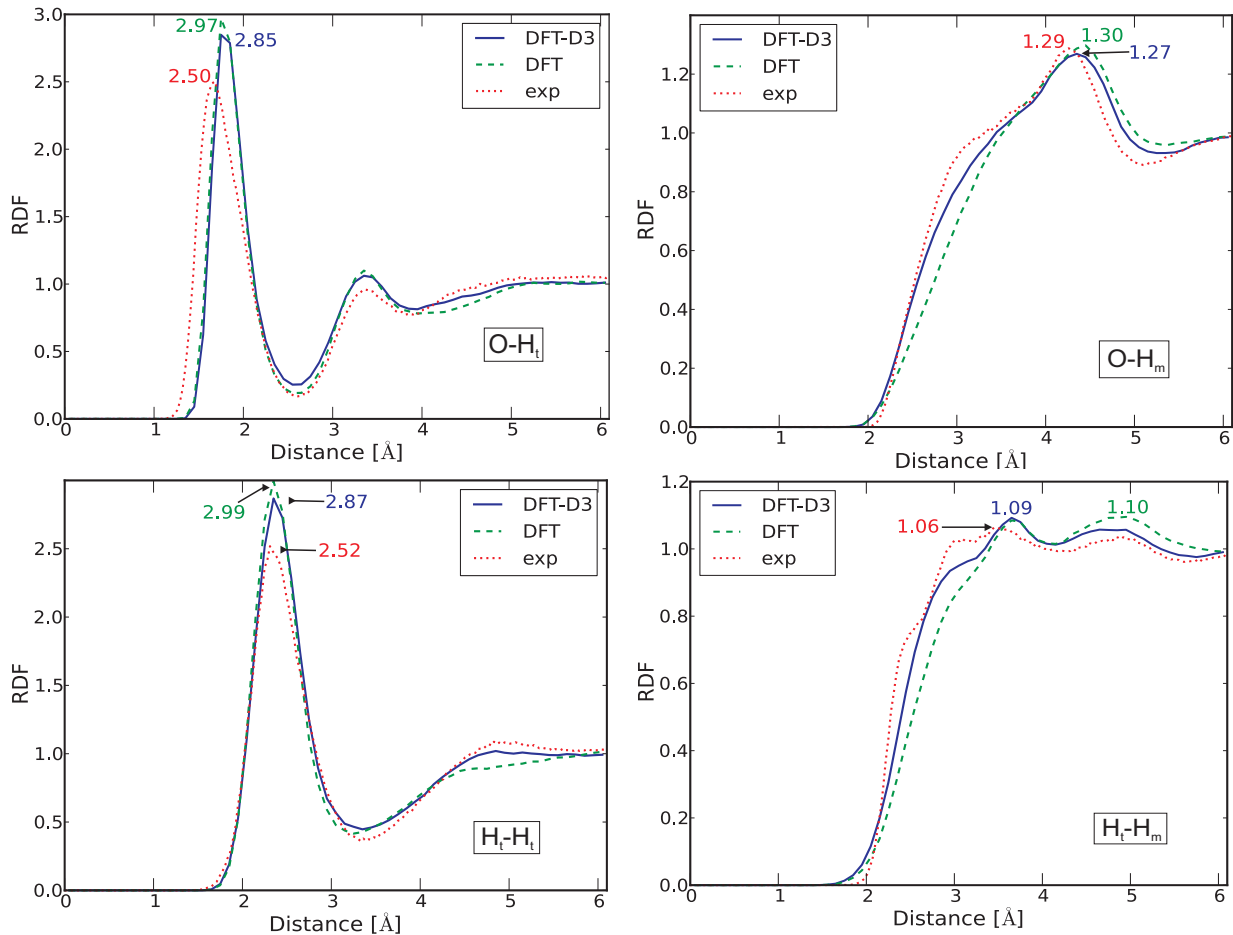 3.0
2.97
2.85
2.50
DFT-D3
DFT
exp
2.5
2.0
1.5
1.0
0.5
0.0
RDF
O-Ht
0 1 2 3 4 5 6
Distance [Å]
1.29
1.30
1.27
DFT-D3
DFT
exp
1.2
1.0
0.8
0.6
0.4
0.2
0.0
RDF
O-Hm
0 1 2 3 4 5 6
Distance [Å]
2.99
2.87
2.52
DFT-D3
DFT
exp
2.5
2.0
1.5
1.0
0.5
0.0
RDF
Ht-Ht
0 1 2 3 4 5 6
Distance [Å]
1.2
1.06
1.09
1.10
DFT-D3
DFT
exp
1.0
0.8
0.6
0.4
0.2
0.0
RDF
Ht-Hm
0 1 2 3 4 5 6
Distance [Å]